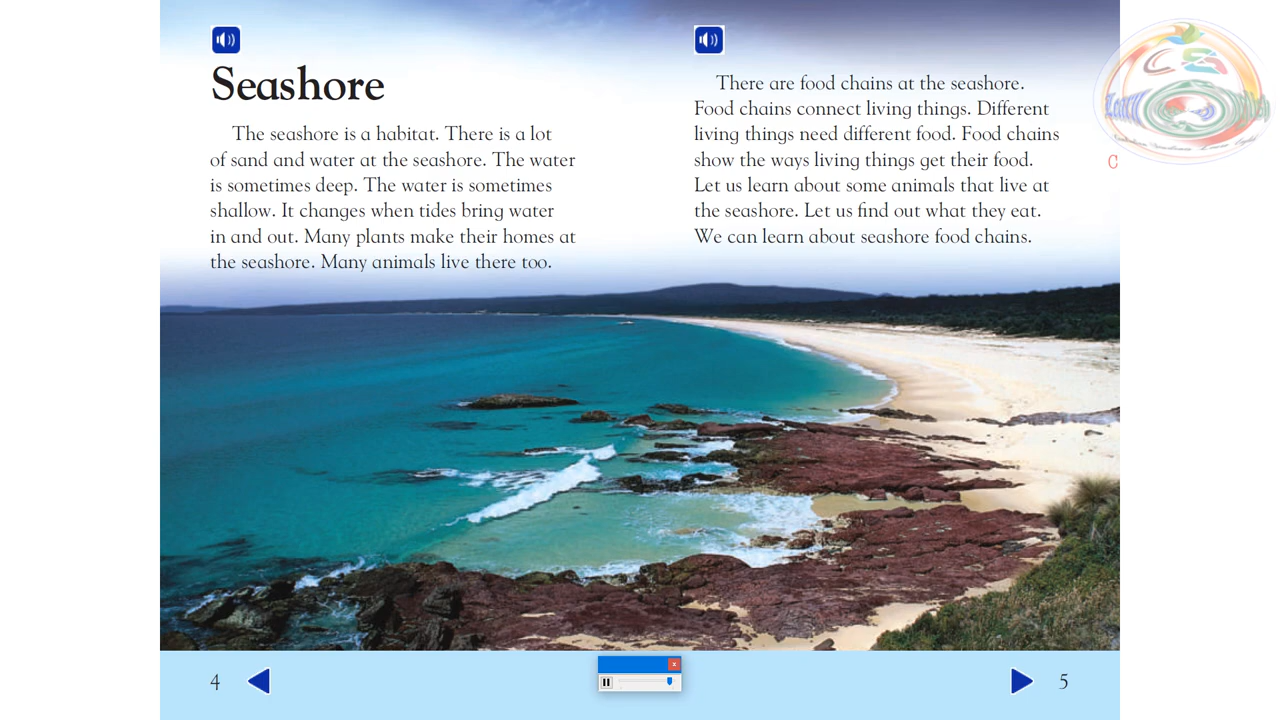 Seashore
The seashore is a habitat. There is a lot
of sand and water at the seashore. The water
is sometimes deep. The water is sometimes
shallow. It changes when tides bring water
in and out. Many plants make their homes at
the seashore. Many animals live there too.
There are food chains at the seashore.
Food chains connect living things. Different
living things need different food. Food chains
show the ways living things get their food.
Let us learn about some animals that live at
the seashore. Let us find out what they eat.
We can learn about seashore food chains.
C S
C
4
5